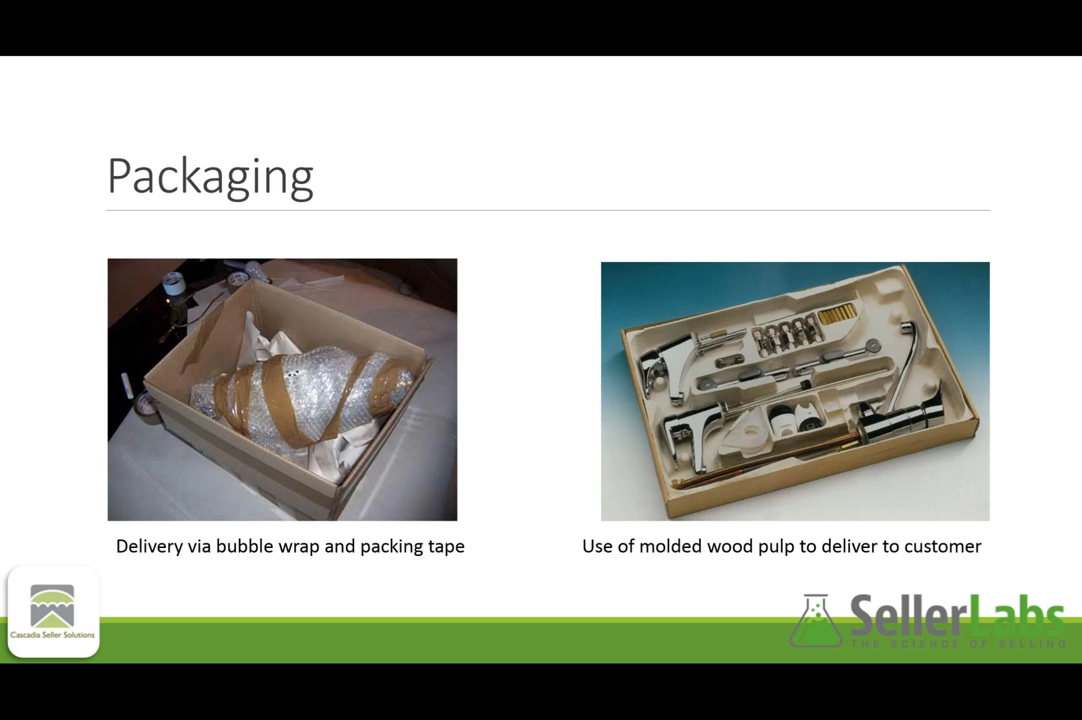 Packaging
Delivery via bubble wrap and packing tape
Use of molded wood pulp to deliver to customer
Cascadia Seller Solutions
SellerLabs
THE SCIENCE OF SELLING